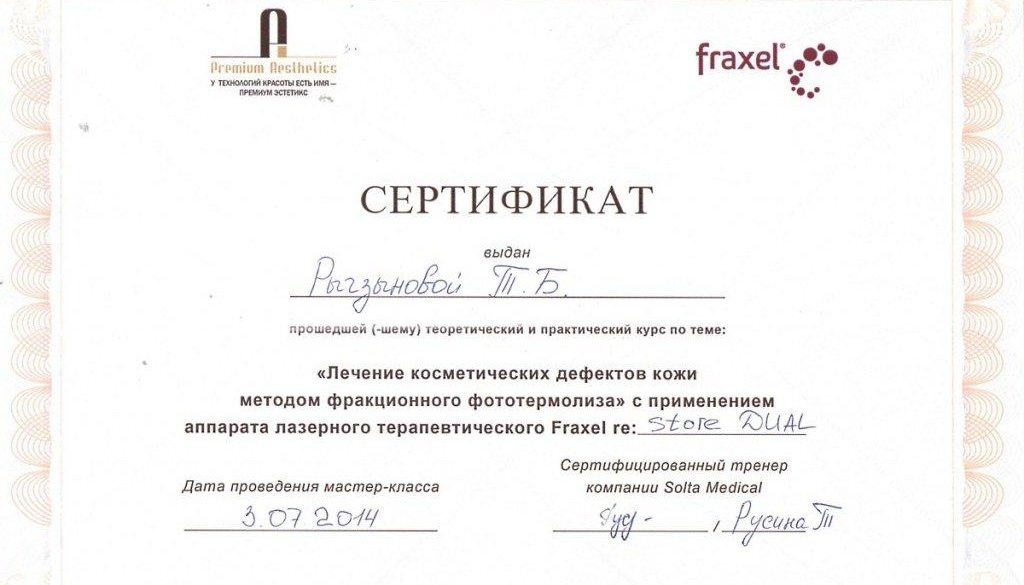 Premium Aesthetics
У ТЕХНОЛОГИЙ КРАСОТЫ ЕСТЬ ИМЯ –
ПРЕМИУМ ЭСТЕТИКС
fraxel®
СЕРТИФИКАТ
выдан
Рыгзыновой Т.Б.
прошедшей (-шему) теоретический и практический курс по теме:
«Лечение косметических дефектов кожи
методом фракционного фототермолиза» с применением
аппарата лазерного терапевтического Fraxel re: store DUAL
Дата проведения мастер-класса
3.07 2014
Сертифицированный тренер
компании Solta Medical
, Русина Т